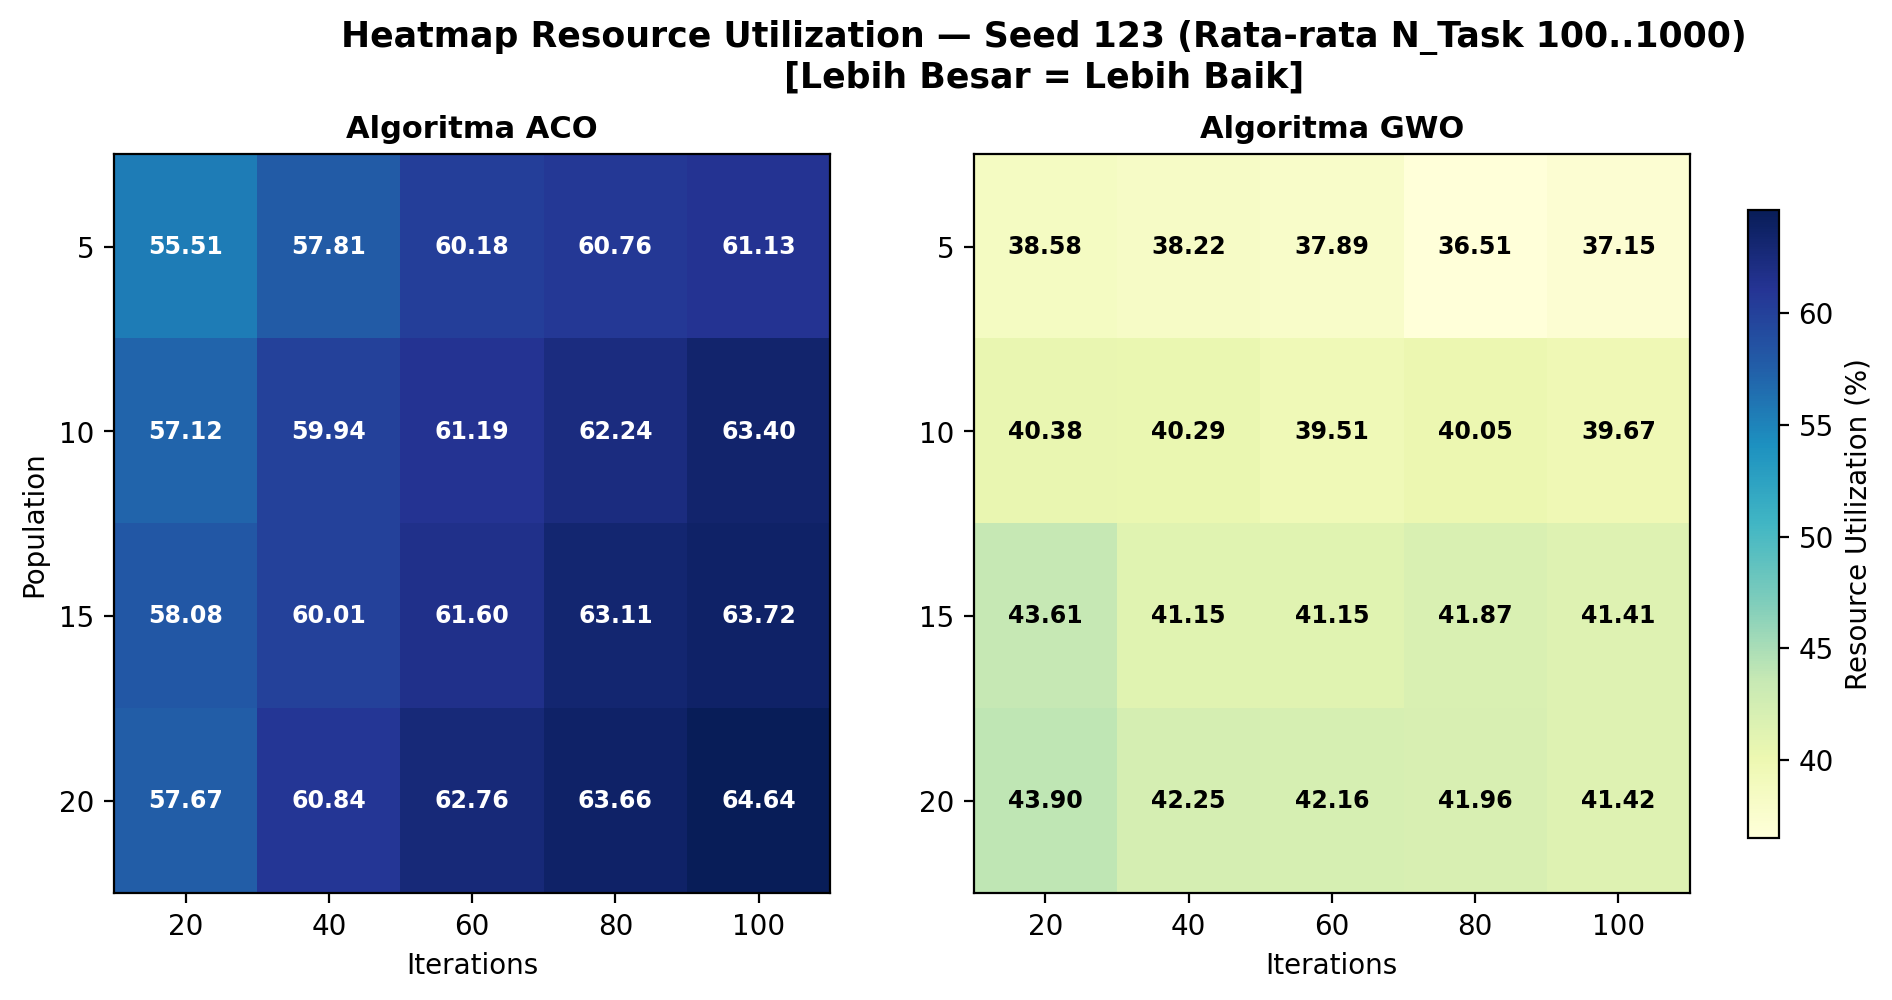 Heatmap Resource Utilization — Seed 123 (Rata-rata N_Task 100..1000)
[Lebih Besar = Lebih Baik]
Algoritma ACO
Population
5
55.51 57.81 60.18 60.76 61.13
10
57.12 59.94 61.19 62.24 63.40
15
58.08 60.01 61.60 63.11 63.72
20
57.67 60.84 62.76 63.66 64.64
20 40 60 80 100
Iterations
Algoritma GWO
5
38.58 38.22 37.89 36.51 37.15
10
40.38 40.29 39.51 40.05 39.67
15
43.61 41.15 41.15 41.87 41.41
20
43.90 42.25 42.16 41.96 41.42
20 40 60 80 100
Iterations
60
55
50
45
40
Resource Utilization (%)